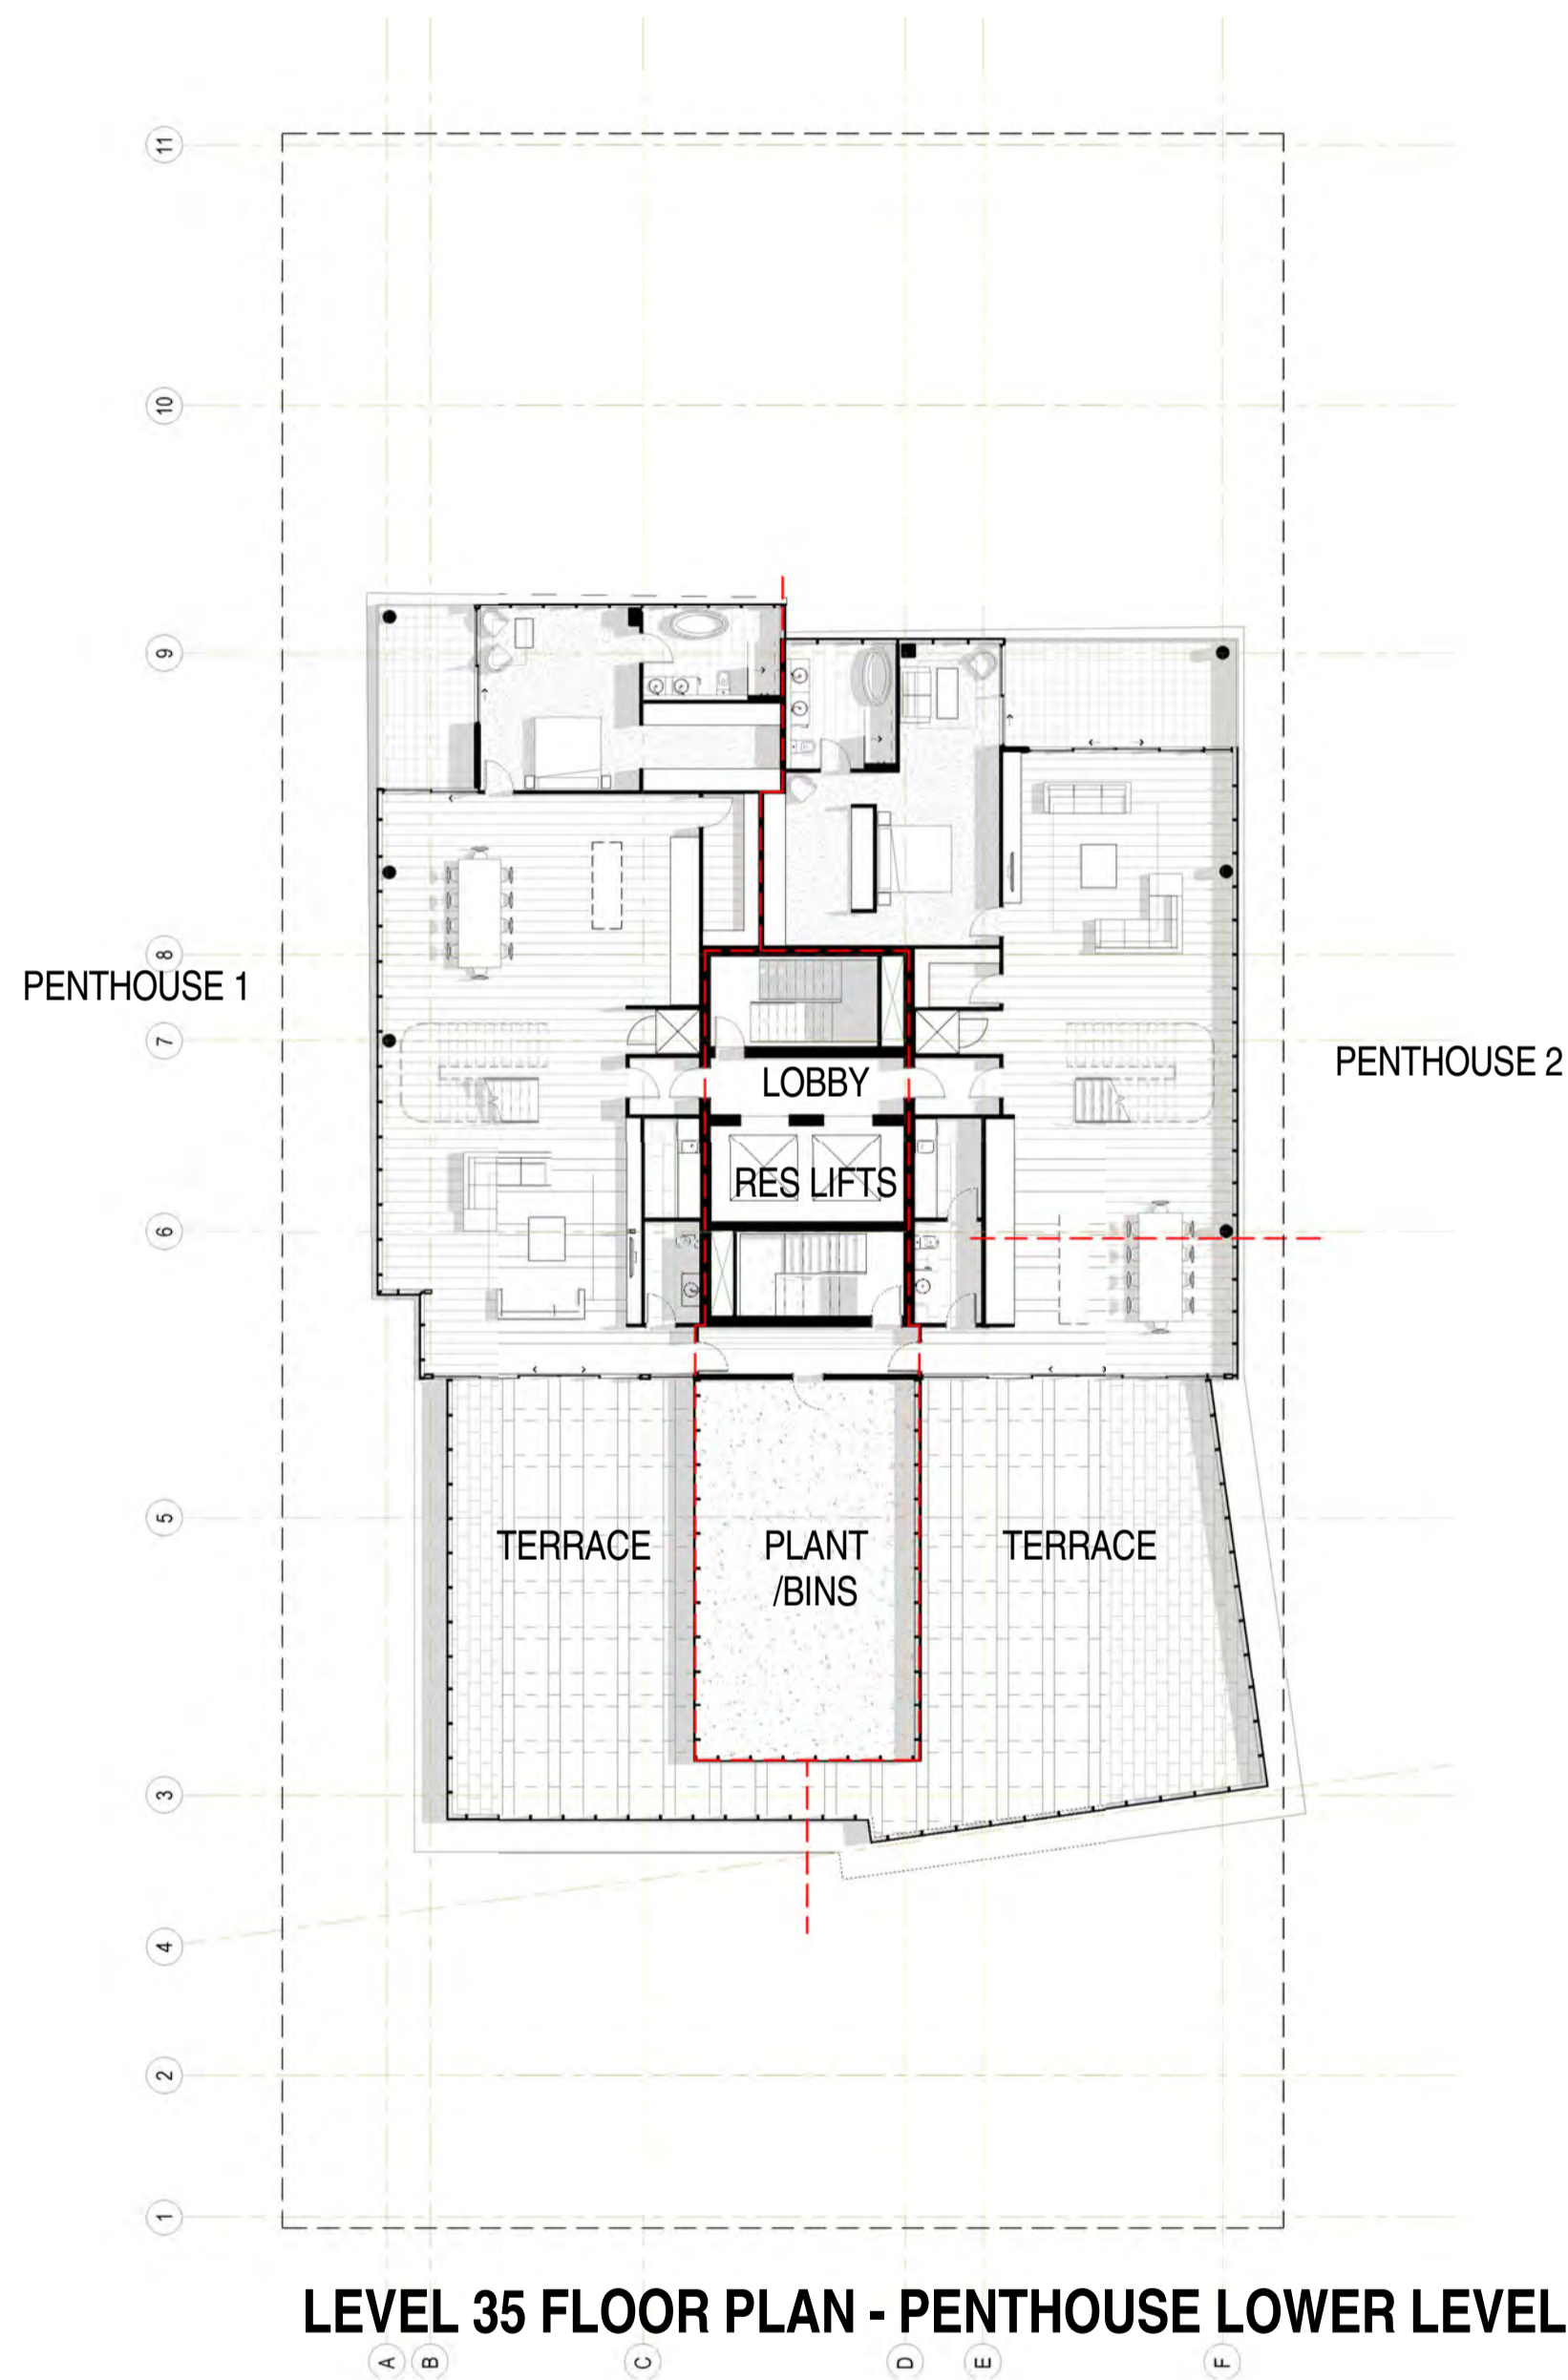 11
10
9
8
PENTHOUSE 1
7
LOBBY
PENTHOUSE 2
RES LIFTS
6
5
TERRACE
PLANT
/BINS
TERRACE
3
4
2
1
LEVEL 35 FLOOR PLAN - PENTHOUSE LOWER LEVEL
A B C D E F